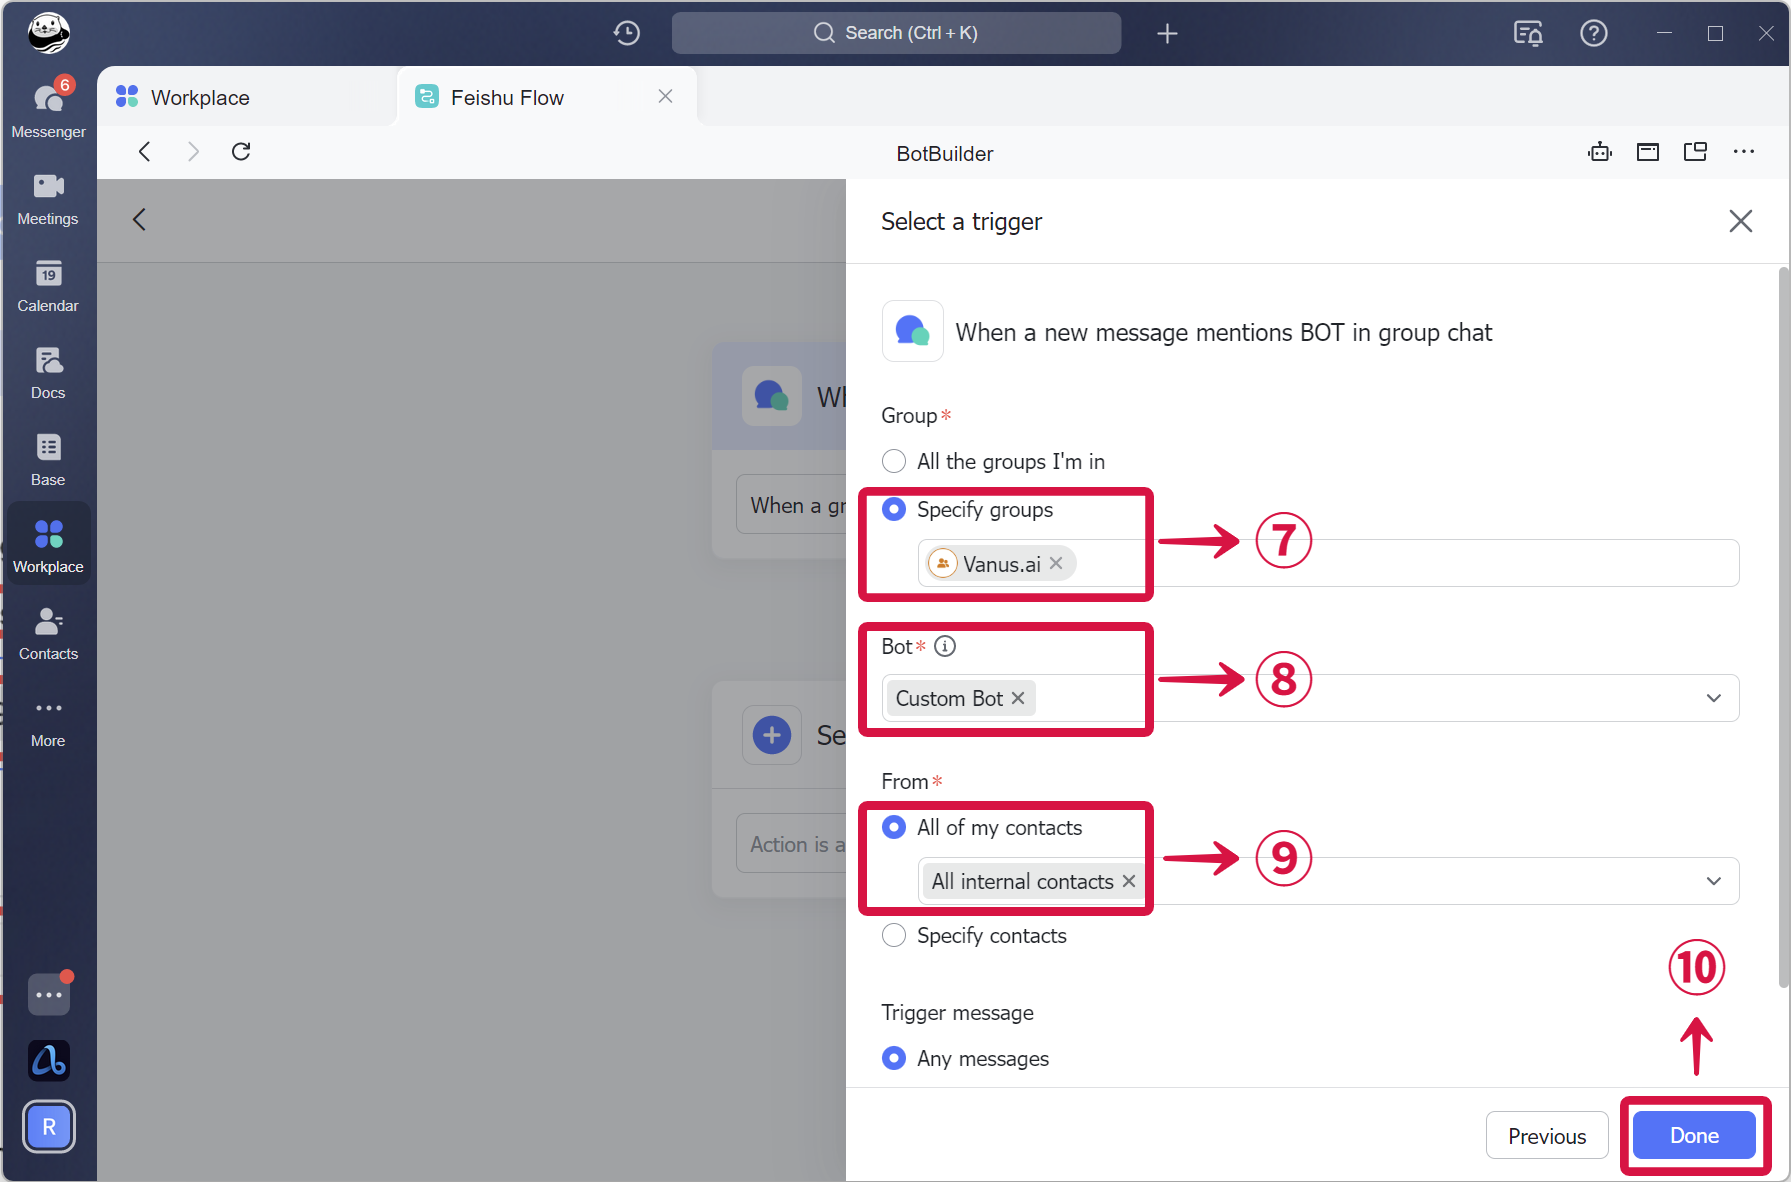 Search (Ctrl + K)
6
Messenger
Meetings
19
Calendar
Docs
Base
Workplace
Contacts
More
R
Workplace
Feishu Flow
BotBuilder
When a gr
Se
Action is a
Select a trigger
When a new message mentions BOT in group chat
Group*
All the groups I'm in
Specify groups
Vanus.ai
7
Bot*
Custom Bot
8
From*
All of my contacts
All internal contacts
9
Specify contacts
Trigger message
Any messages
10
Previous
Done